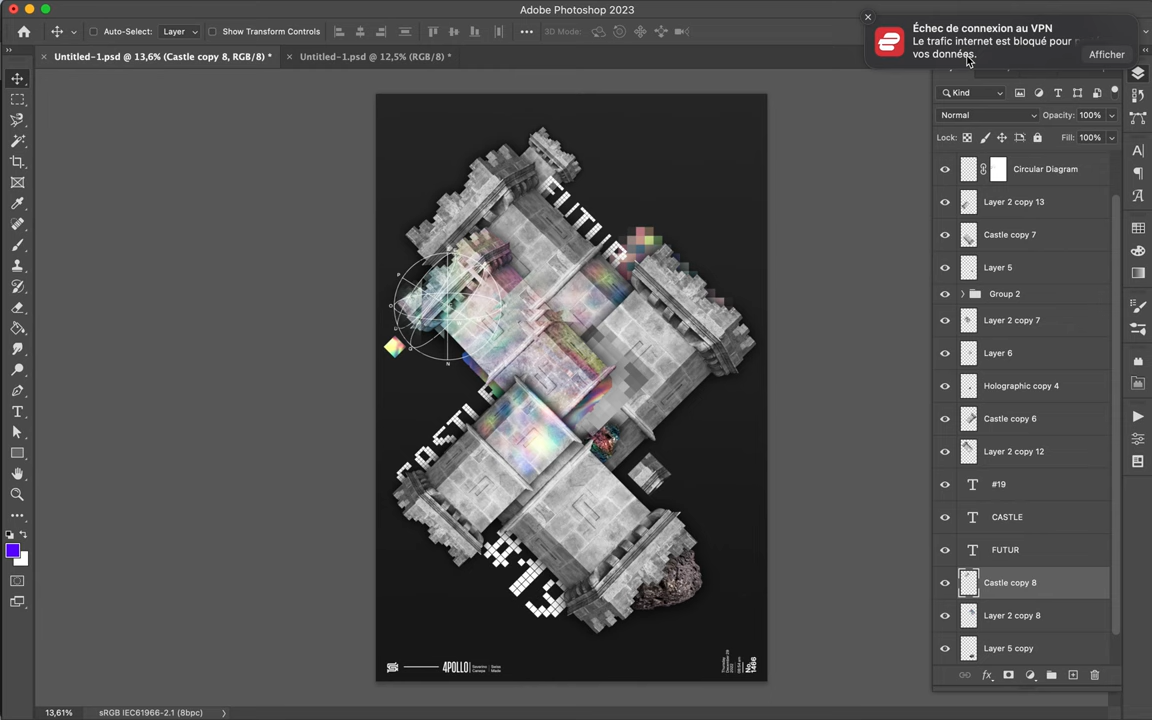 Adobe Photoshop 2023
Auto-Select:
Layer
Show Transform Controls
3D Mode:
Échec de connexion au VPN
Le trafic internet est bloqué pour
vos données.
Afficher
Untitled-1.psd @ 13,6% (Castle copy 8, RGB/8) *
Untitled-1.psd @ 12,5% (RGB/8) *
Kind
Normal
Opacity: 100%
Lock:
Fill: 100%
Circular Diagram
Layer 2 copy 13
Castle copy 7
Layer 5
Group 2
Layer 2 copy 7
Layer 6
Holographic copy 4
Castle copy 6
Layer 2 copy 12
#19
CASTLE
FUTUR
Castle copy 8
Layer 2 copy 8
Layer 5 copy
FUTUR
CASTLE
#19
N
4POLLO
No. 1466
13,61%
sRGB IEC61966-2.1 (8bpc)